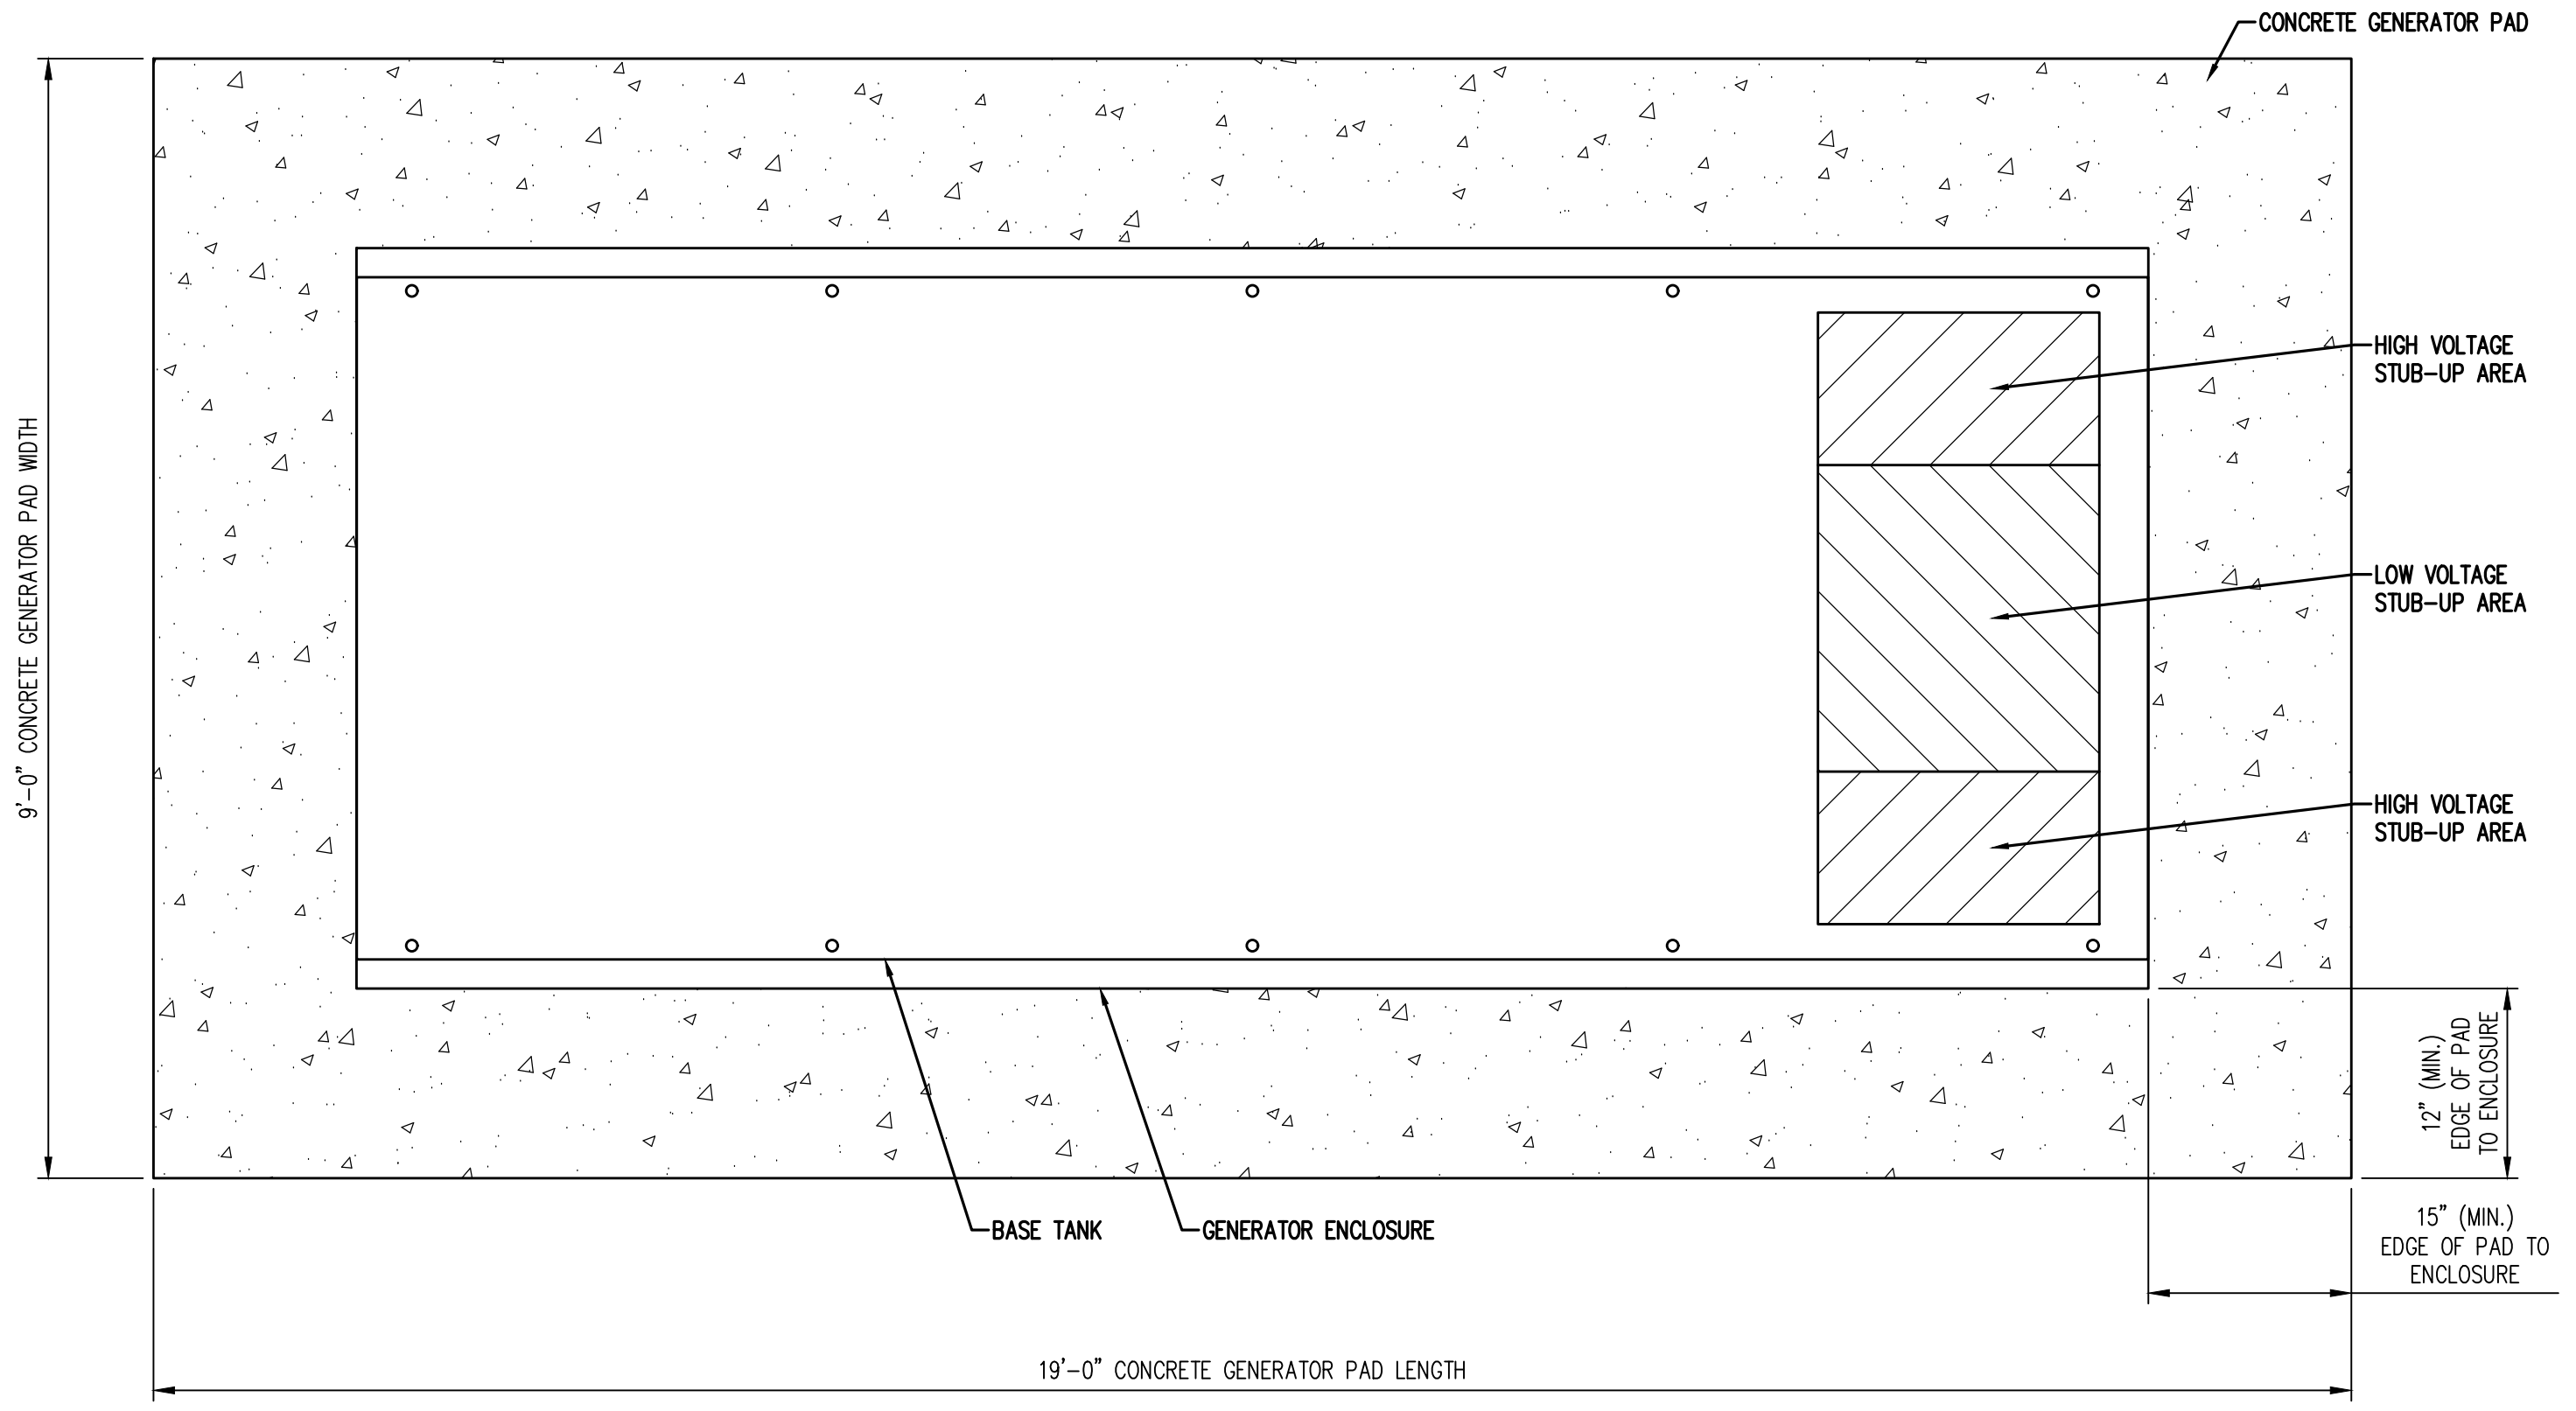 CONCRETE GENERATOR PAD
9'-0" CONCRETE GENERATOR PAD WIDTH
HIGH VOLTAGE
STUB-UP AREA
LOW VOLTAGE
STUB-UP AREA
HIGH VOLTAGE
STUB-UP AREA
12" (MIN.)
EDGE OF PAD
TO ENCLOSURE
BASE TANK
GENERATOR ENCLOSURE
15" (MIN.)
EDGE OF PAD TO
ENCLOSURE
19'-0" CONCRETE GENERATOR PAD LENGTH